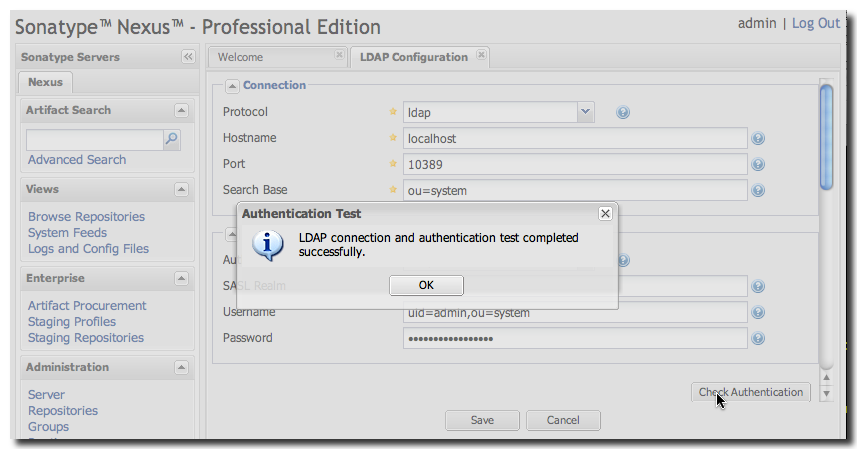 Sonatype™ Nexus™ - Professional Edition
admin | Log Out
Sonatype Servers
Nexus
Artifact Search
Advanced Search
Views
Browse Repositories
System Feeds
Logs and Config Files
Enterprise
Artifact Procurement
Staging Profiles
Staging Repositories
Administration
Server
Repositories
Groups
Welcome
LDAP Configuration
Connection
Protocol
ldap
Hostname
localhost
Port
10389
Search Base
ou=system
Authentication Test
LDAP connection and authentication test completed
successfully.
OK
SASL Realm
Username
uid=admin,ou=system
Password
•••••••••••••••••
Check Authentication
Save
Cancel